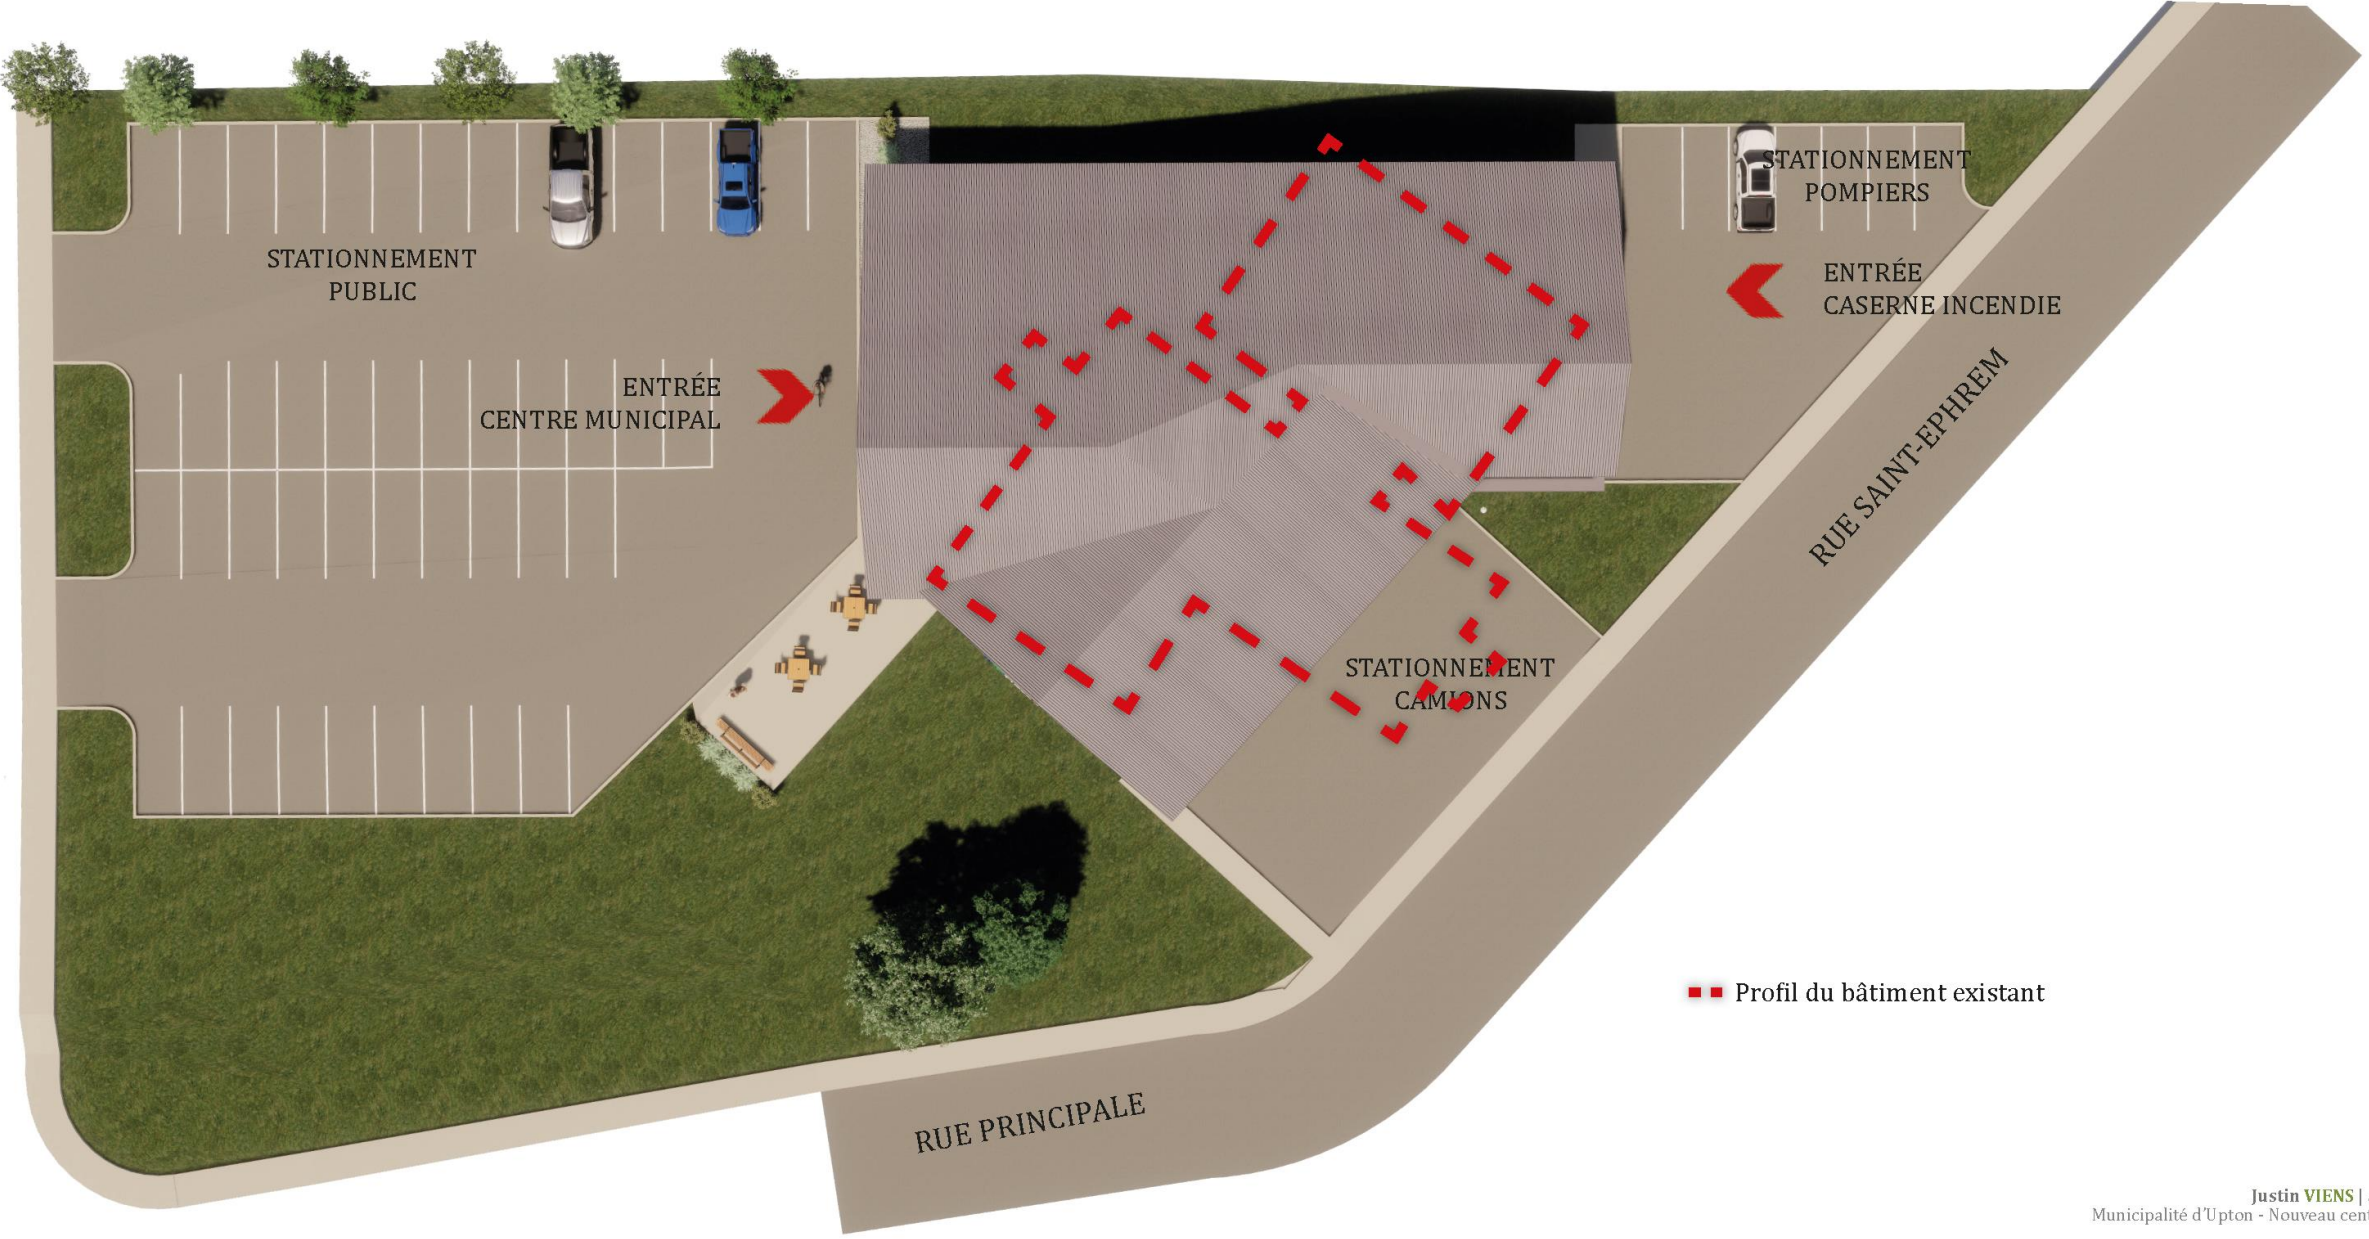 STATIONNEMENT
POMPIERS
STATIONNEMENT
PUBLIC
ENTRÉE
CASERNE INCENDIE
ENTRÉE
CENTRE MUNICIPAL
RUE SAINT-EPHREM
STATIONNEMENT
CAMIONS
Profil du bâtiment existant
RUE PRINCIPALE
Justin VIENS |
Municipalité d'Upton - Nouveau cent